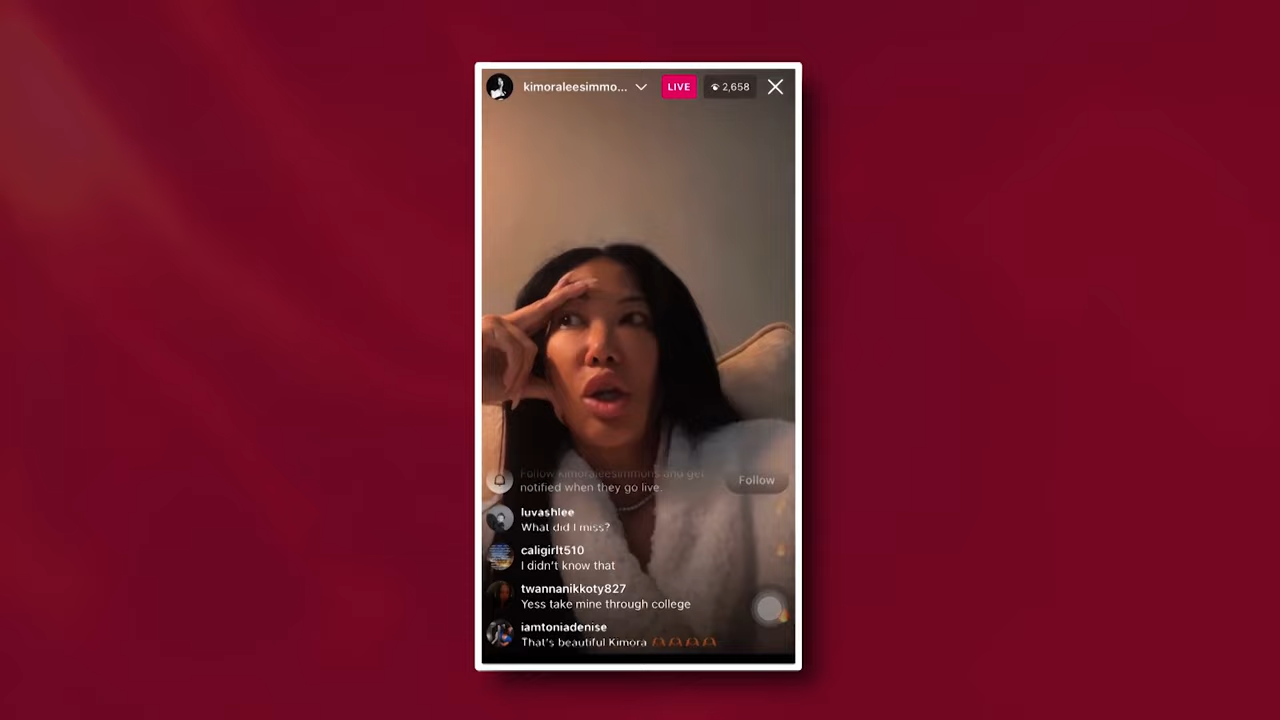 kimoraleesimmo...
LIVE
2,658
Follow kimoraleesimmons and get
notified when they go live.
Follow
luvashlee
What did I miss?
caligirlt510
I didn't know that
twannanikkoty827
Yess take mine through college
iamtoniadenise
That's beautiful Kimora 🫶🏾🫶🏾🫶🏾🫶🏾